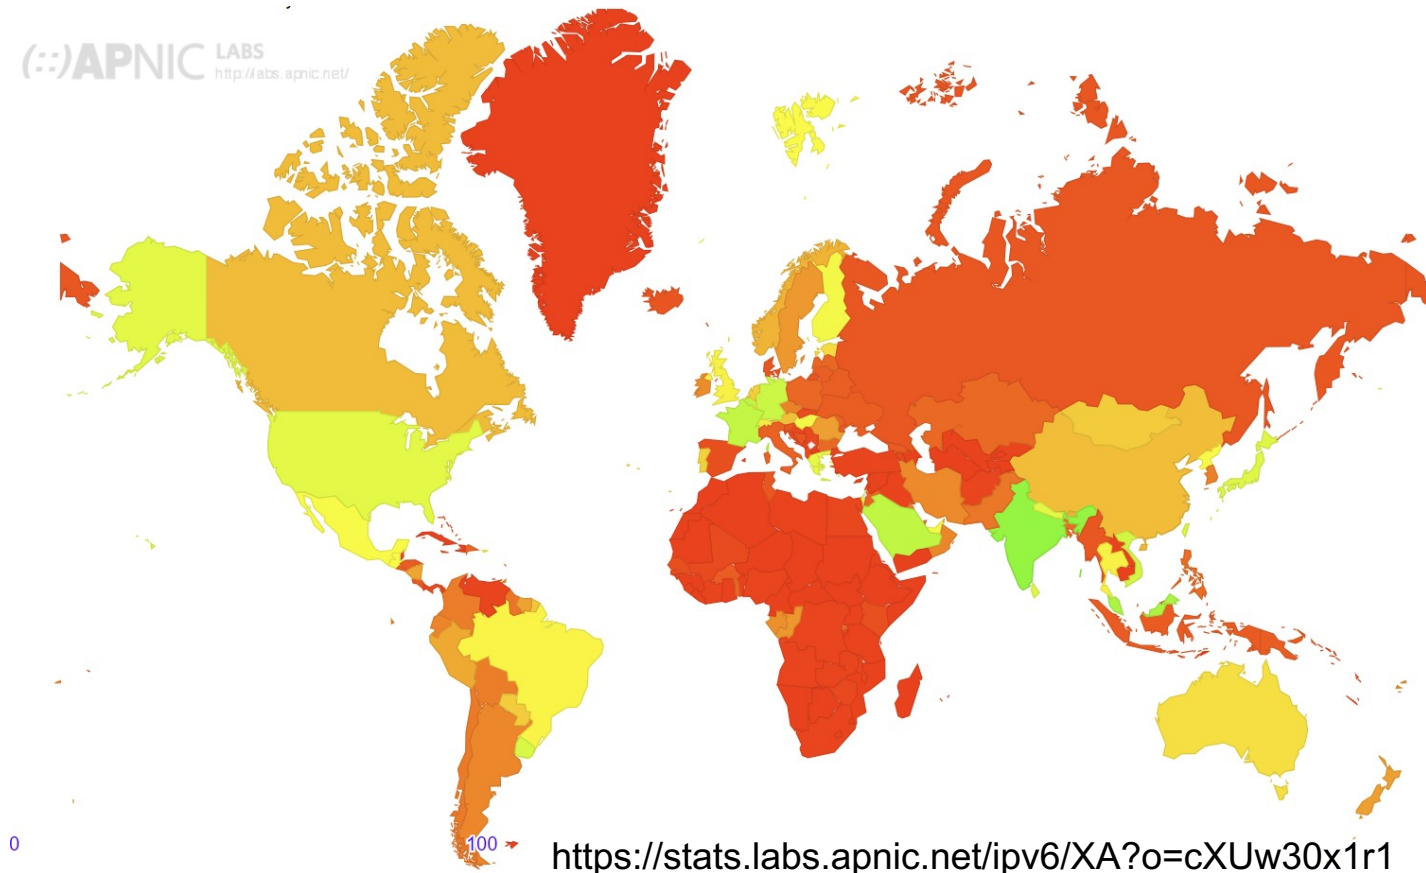 (::)APNIC LABS
http://labs.apnic.net/
0
100
https://stats.labs.apnic.net/ipv6/XA?o=cXUw30x1r1